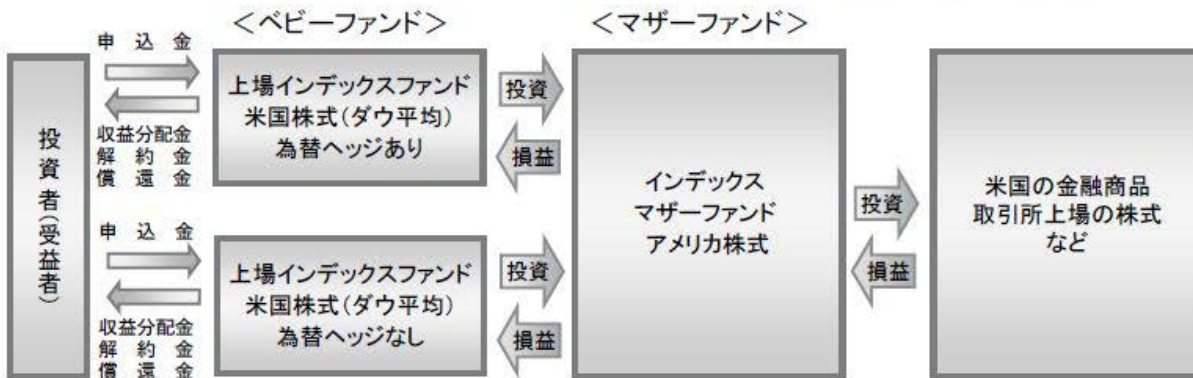 <ベビーファンド>
<マザーファンド>
投資者(受益者)
申込金
収益分配金
解約金
償還金
上場インデックスファンド
米国株式(ダウ平均)
為替ヘッジあり
投資
損益
申込金
収益分配金
解約金
償還金
上場インデックスファンド
米国株式(ダウ平均)
為替ヘッジなし
投資
損益
インデックス
マザーファンド
アメリカ株式
投資
損益
米国の金融商品
取引所上場の株式
など